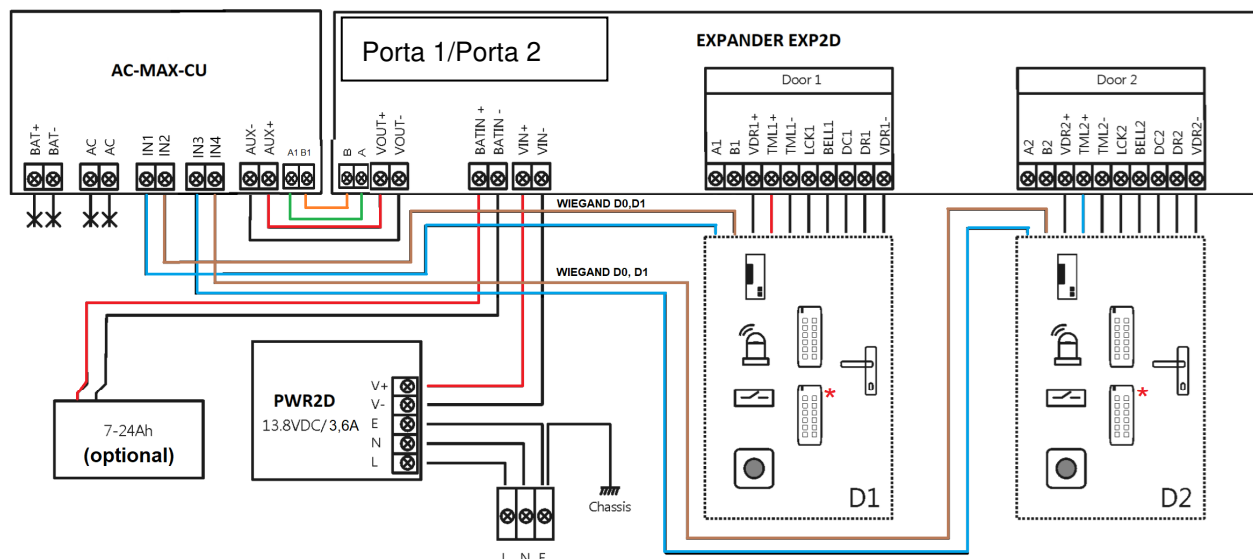 Porta 1/Porta 2
AC-MAX-CU
EXPANDER EXP2D
Door 1
Door 2
BAT+
BAT-
AC
AC
IN1
IN2
IN3
IN4
AUX-
AUX+
A1
B1
B
A
VOUT+
VOUT-
BATIN +
BATIN -
VIN+
VIN-
A1
B1
VDR1+
TML1+
TML1-
LCK1
BELL1
DC1
DR1
VDR1-
A2
B2
VDR2+
TML2+
TML2-
LCK2
BELL2
DC2
DR2
VDR2-
WIEGAND D0,D1
WIEGAND D0, D1
PWR2D
13.8VDC/ 3,6A
V+
V-
E
N
L
7-24Ah
(optional)
Chassis
L N E
*
*
D1
D2